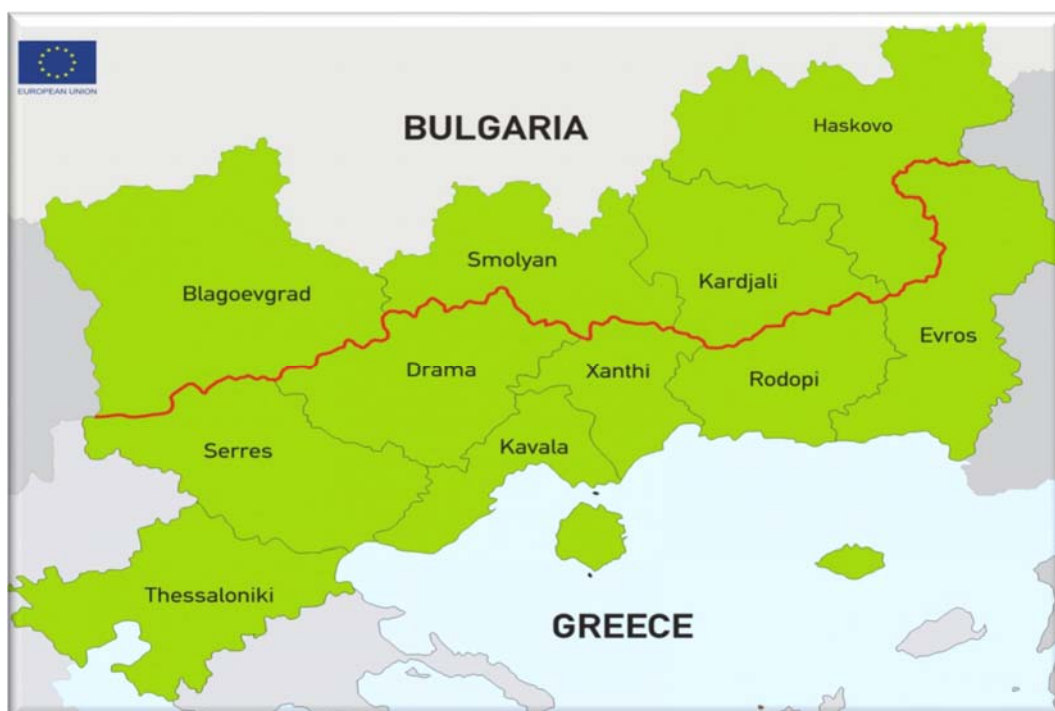 EUROPEAN UNION
BULGARIA
Haskovo
Smolyan
Blagoevgrad
Kardjali
Evros
Drama
Xanthi
Rodopi
Serres
Kavala
Thessaloniki
GREECE